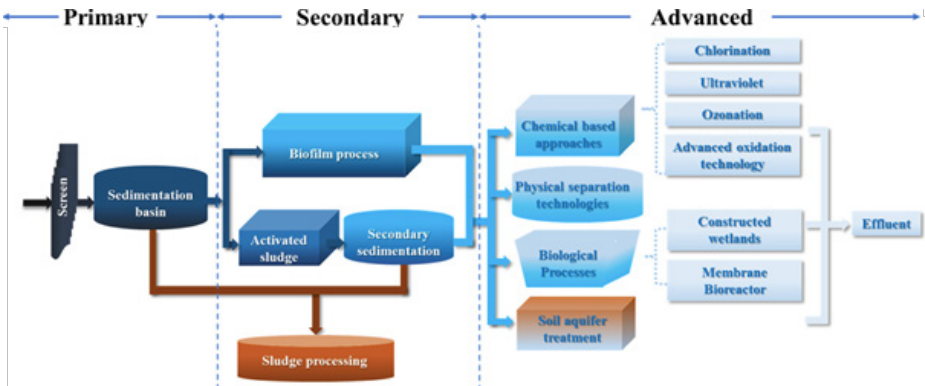 Primary
Secondary
Advanced
Screen
Sedimentation
basin
Biofilm process
Activated
sludge
Secondary
sedimentation
Sludge processing
Chemical based
approaches
Physical separation
technologies
Biological
Processes
Soil aquifer
treatment
Chlorination
Ultraviolet
Ozonation
Advanced oxidation
technology
Constructed
wetlands
Membrane
Bioreactor
Effluent